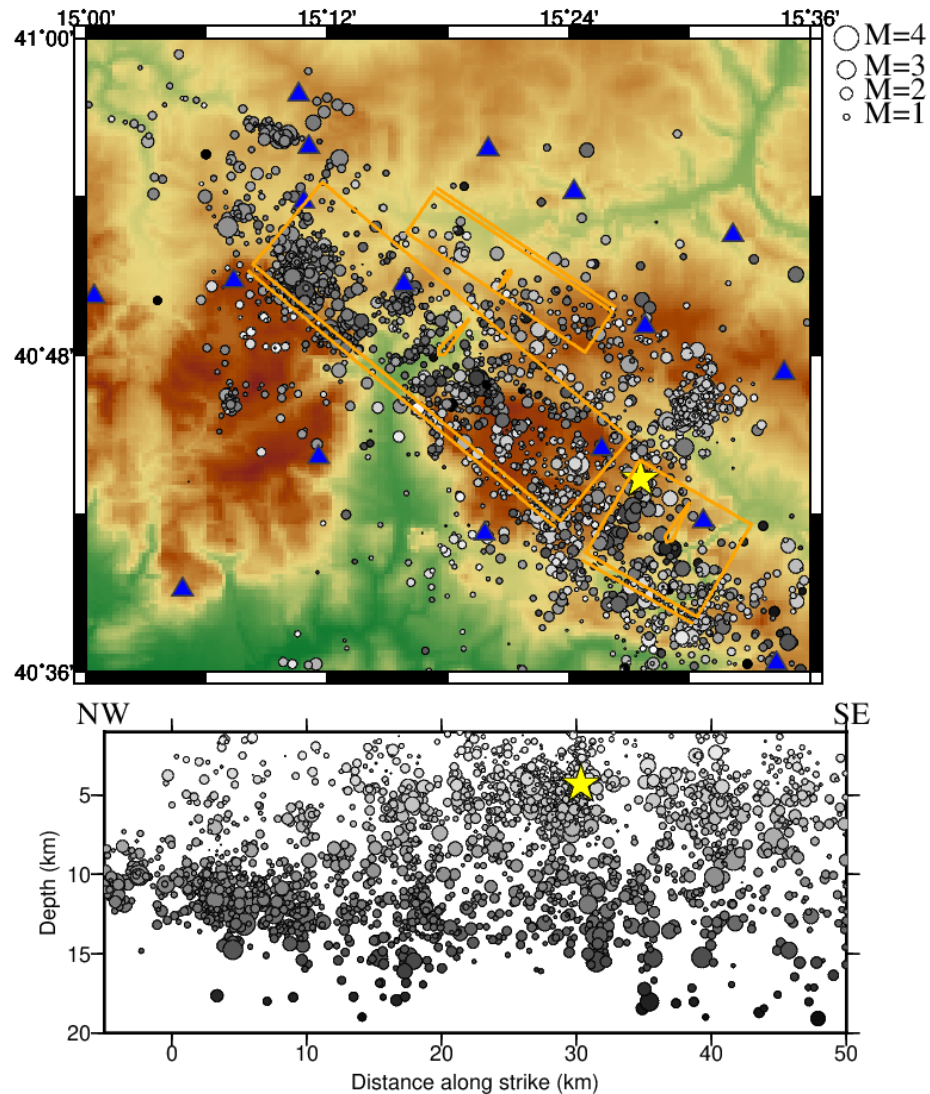 15˚00' 15˚12' 15˚24' 15˚36'
41˚00'
M=4
M=3
M=2
M=1
40˚48'
40˚36'
NW SE
5
10
15
20
Depth (km)
0 10 20 30 40 50
Distance along strike (km)